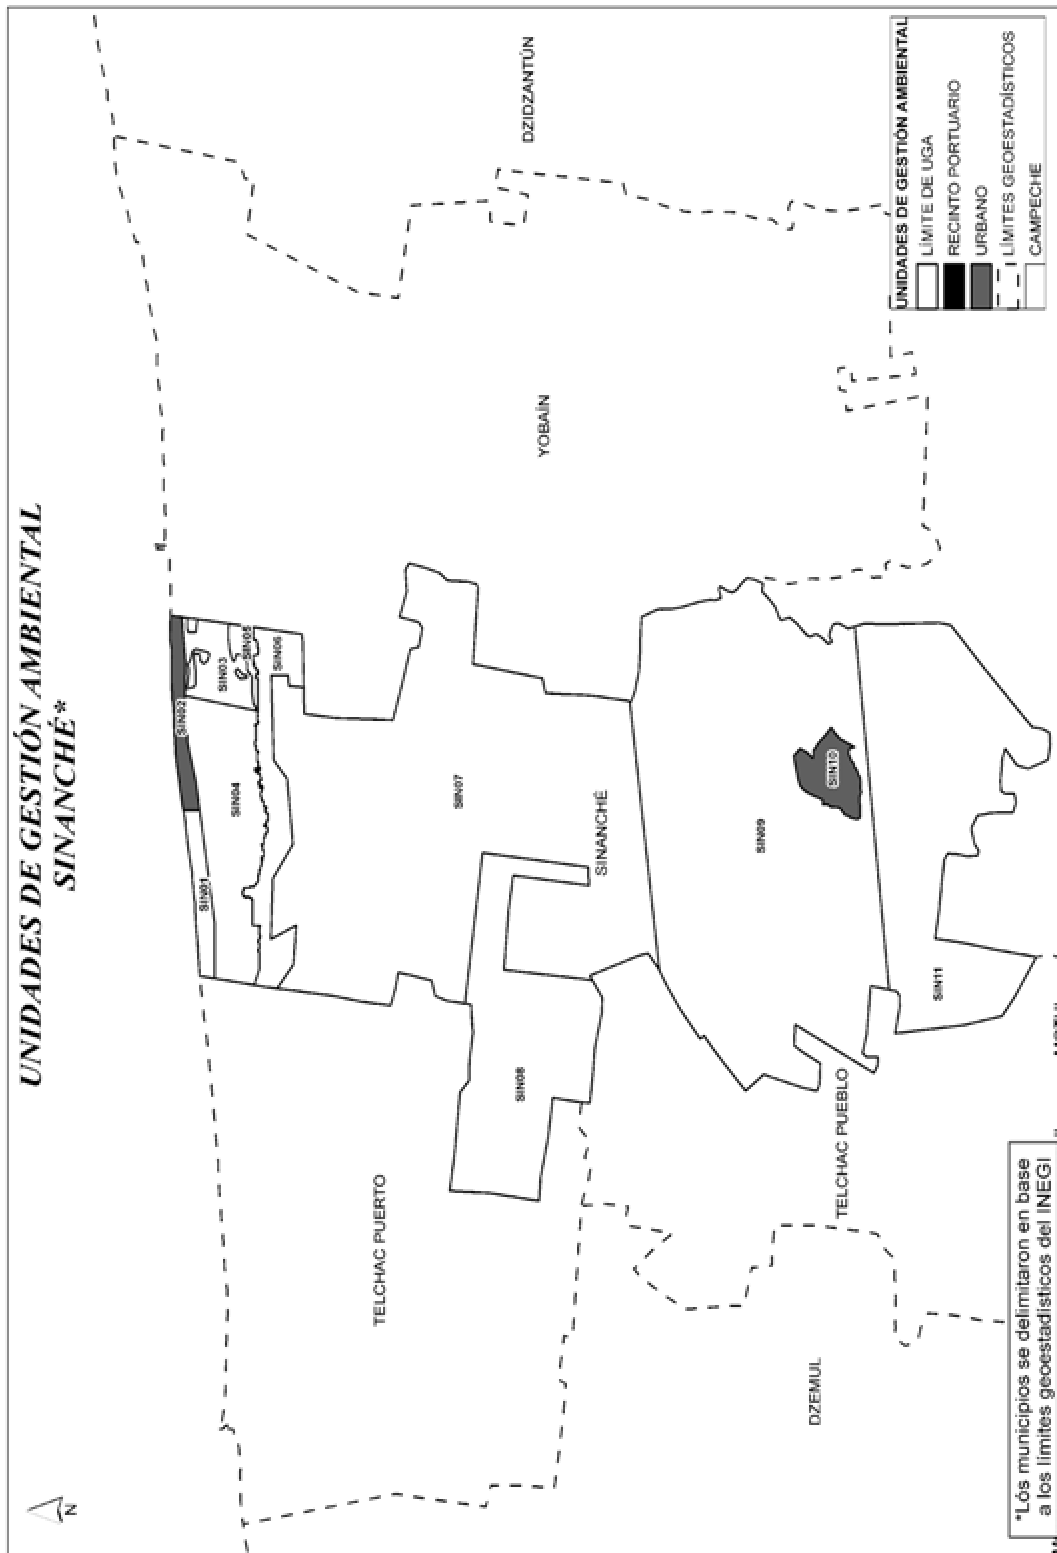 UNIDADES DE GESTIÓN AMBIENTAL
SINANCHÉ*
N
SIN01
SIN02
SIN03
SIN04
SIN05
SIN06
SIN07
SIN08
SIN09
SIN10
SIN11
TELCHAC PUERTO
SINANCHÉ
YOBAÍN
DZIDZANTÚN
DZEMUL
TELCHAC PUEBLO
UNIDADES DE GESTIÓN AMBIENTAL
LÍMITE DE UGA
RECINTO PORTUARIO
URBANO
LÍMITES GEOESTADÍSTICOS
CAMPECHE
*Lós municipios se delimitaron en base
a los límites geoestadísticos del INEGI